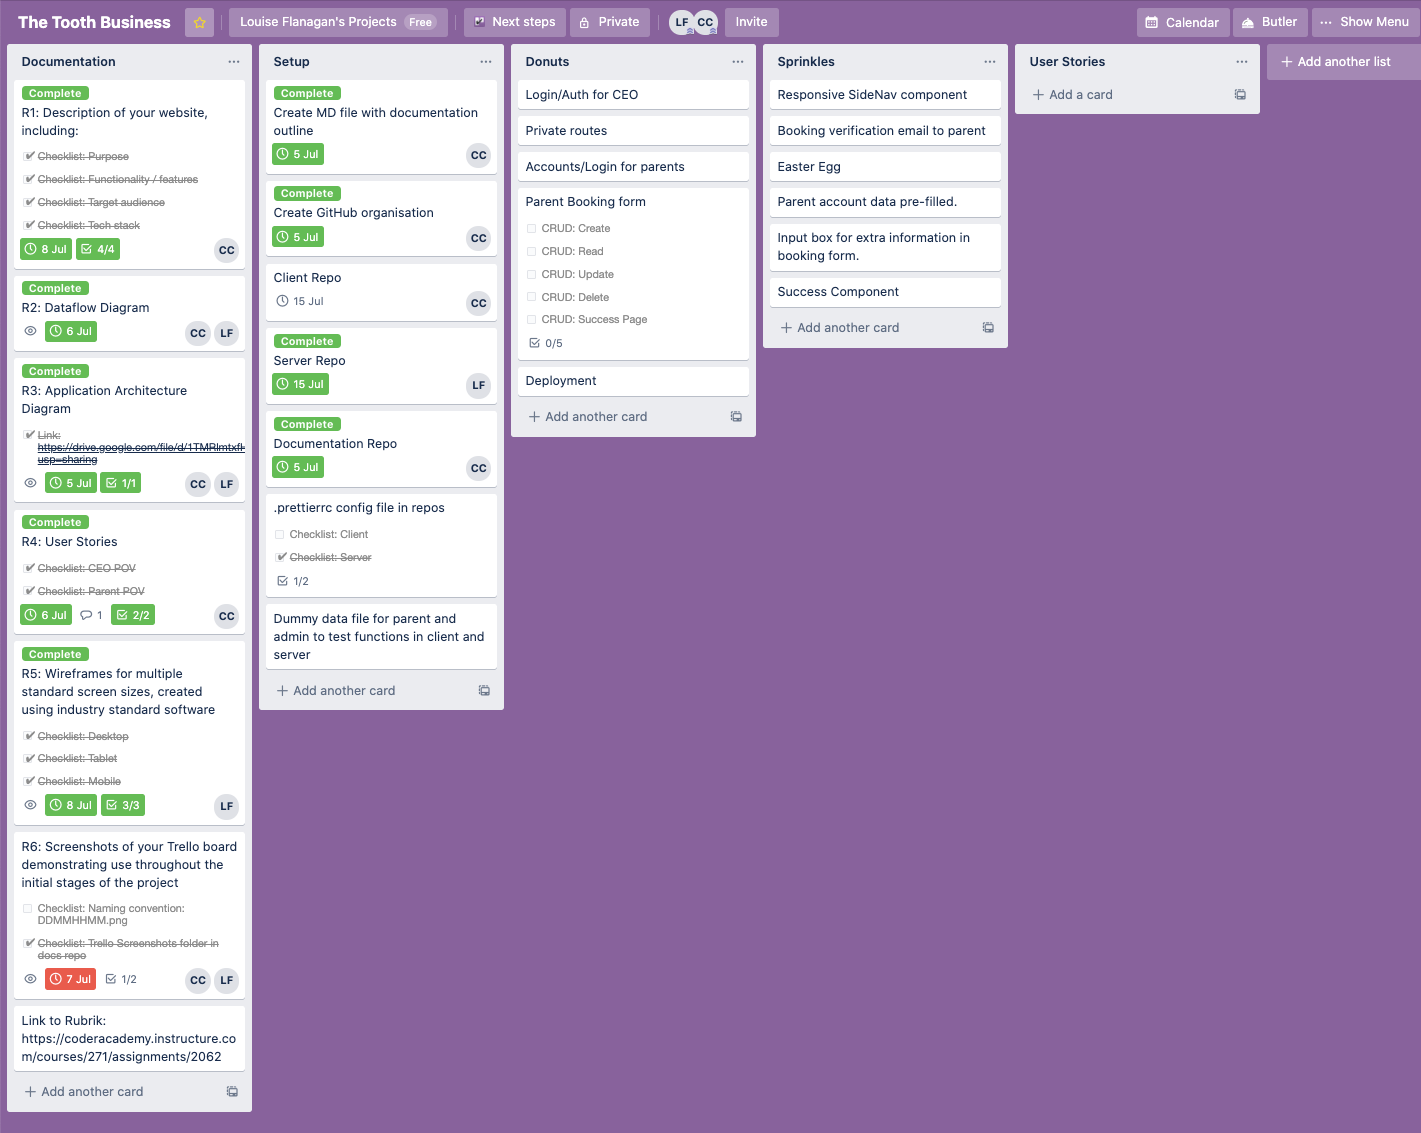 The Tooth Business
Louise Flanagan's Projects Free
Next steps
Private
LF CC
Invite
Calendar
Butler
... Show Menu
Documentation
Complete
R1: Description of your website,
including:
Checklist: Purpose
Checklist: Functionality / features
Checklist: Target audience
Checklist: Tech stack
8 Jul 4/4 CC
Complete
R2: Dataflow Diagram
6 Jul CC LF
Complete
R3: Application Architecture
Diagram
Link:
https://drive.google.com/file/d/1TMRlmtxf
usp=sharing
5 Jul 1/1 CC LF
Complete
R4: User Stories
Checklist: CEO POV
Checklist: Parent POV
6 Jul 1 2/2 CC
Complete
R5: Wireframes for multiple
standard screen sizes, created
using industry standard software
Checklist: Desktop
Checklist: Tablet
Checklist: Mobile
8 Jul 3/3 LF
R6: Screenshots of your Trello board
demonstrating use throughout the
initial stages of the project
Checklist: Naming convention:
DDMMHHMM.png
Checklist: Trello Screenshots folder in
docs repo
7 Jul 1/2 CC LF
Link to Rubrik:
https://coderacademy.instructure.co
m/courses/271/assignments/2062
+ Add another card
Setup
Complete
Create MD file with documentation
outline
5 Jul CC
Complete
Create GitHub organisation
5 Jul CC
Client Repo
15 Jul CC
Complete
Server Repo
15 Jul LF
Complete
Documentation Repo
5 Jul CC
.prettierrc config file in repos
Checklist: Client
Checklist: Server
1/2
Dummy data file for parent and
admin to test functions in client and
server
+ Add another card
Donuts
Login/Auth for CEO
Private routes
Accounts/Login for parents
Parent Booking form
CRUD: Create
CRUD: Read
CRUD: Update
CRUD: Delete
CRUD: Success Page
0/5
Deployment
+ Add another card
Sprinkles
Responsive SideNav component
Booking verification email to parent
Easter Egg
Parent account data pre-filled.
Input box for extra information in
booking form.
Success Component
+ Add another card
User Stories
+ Add a card
+ Add another list